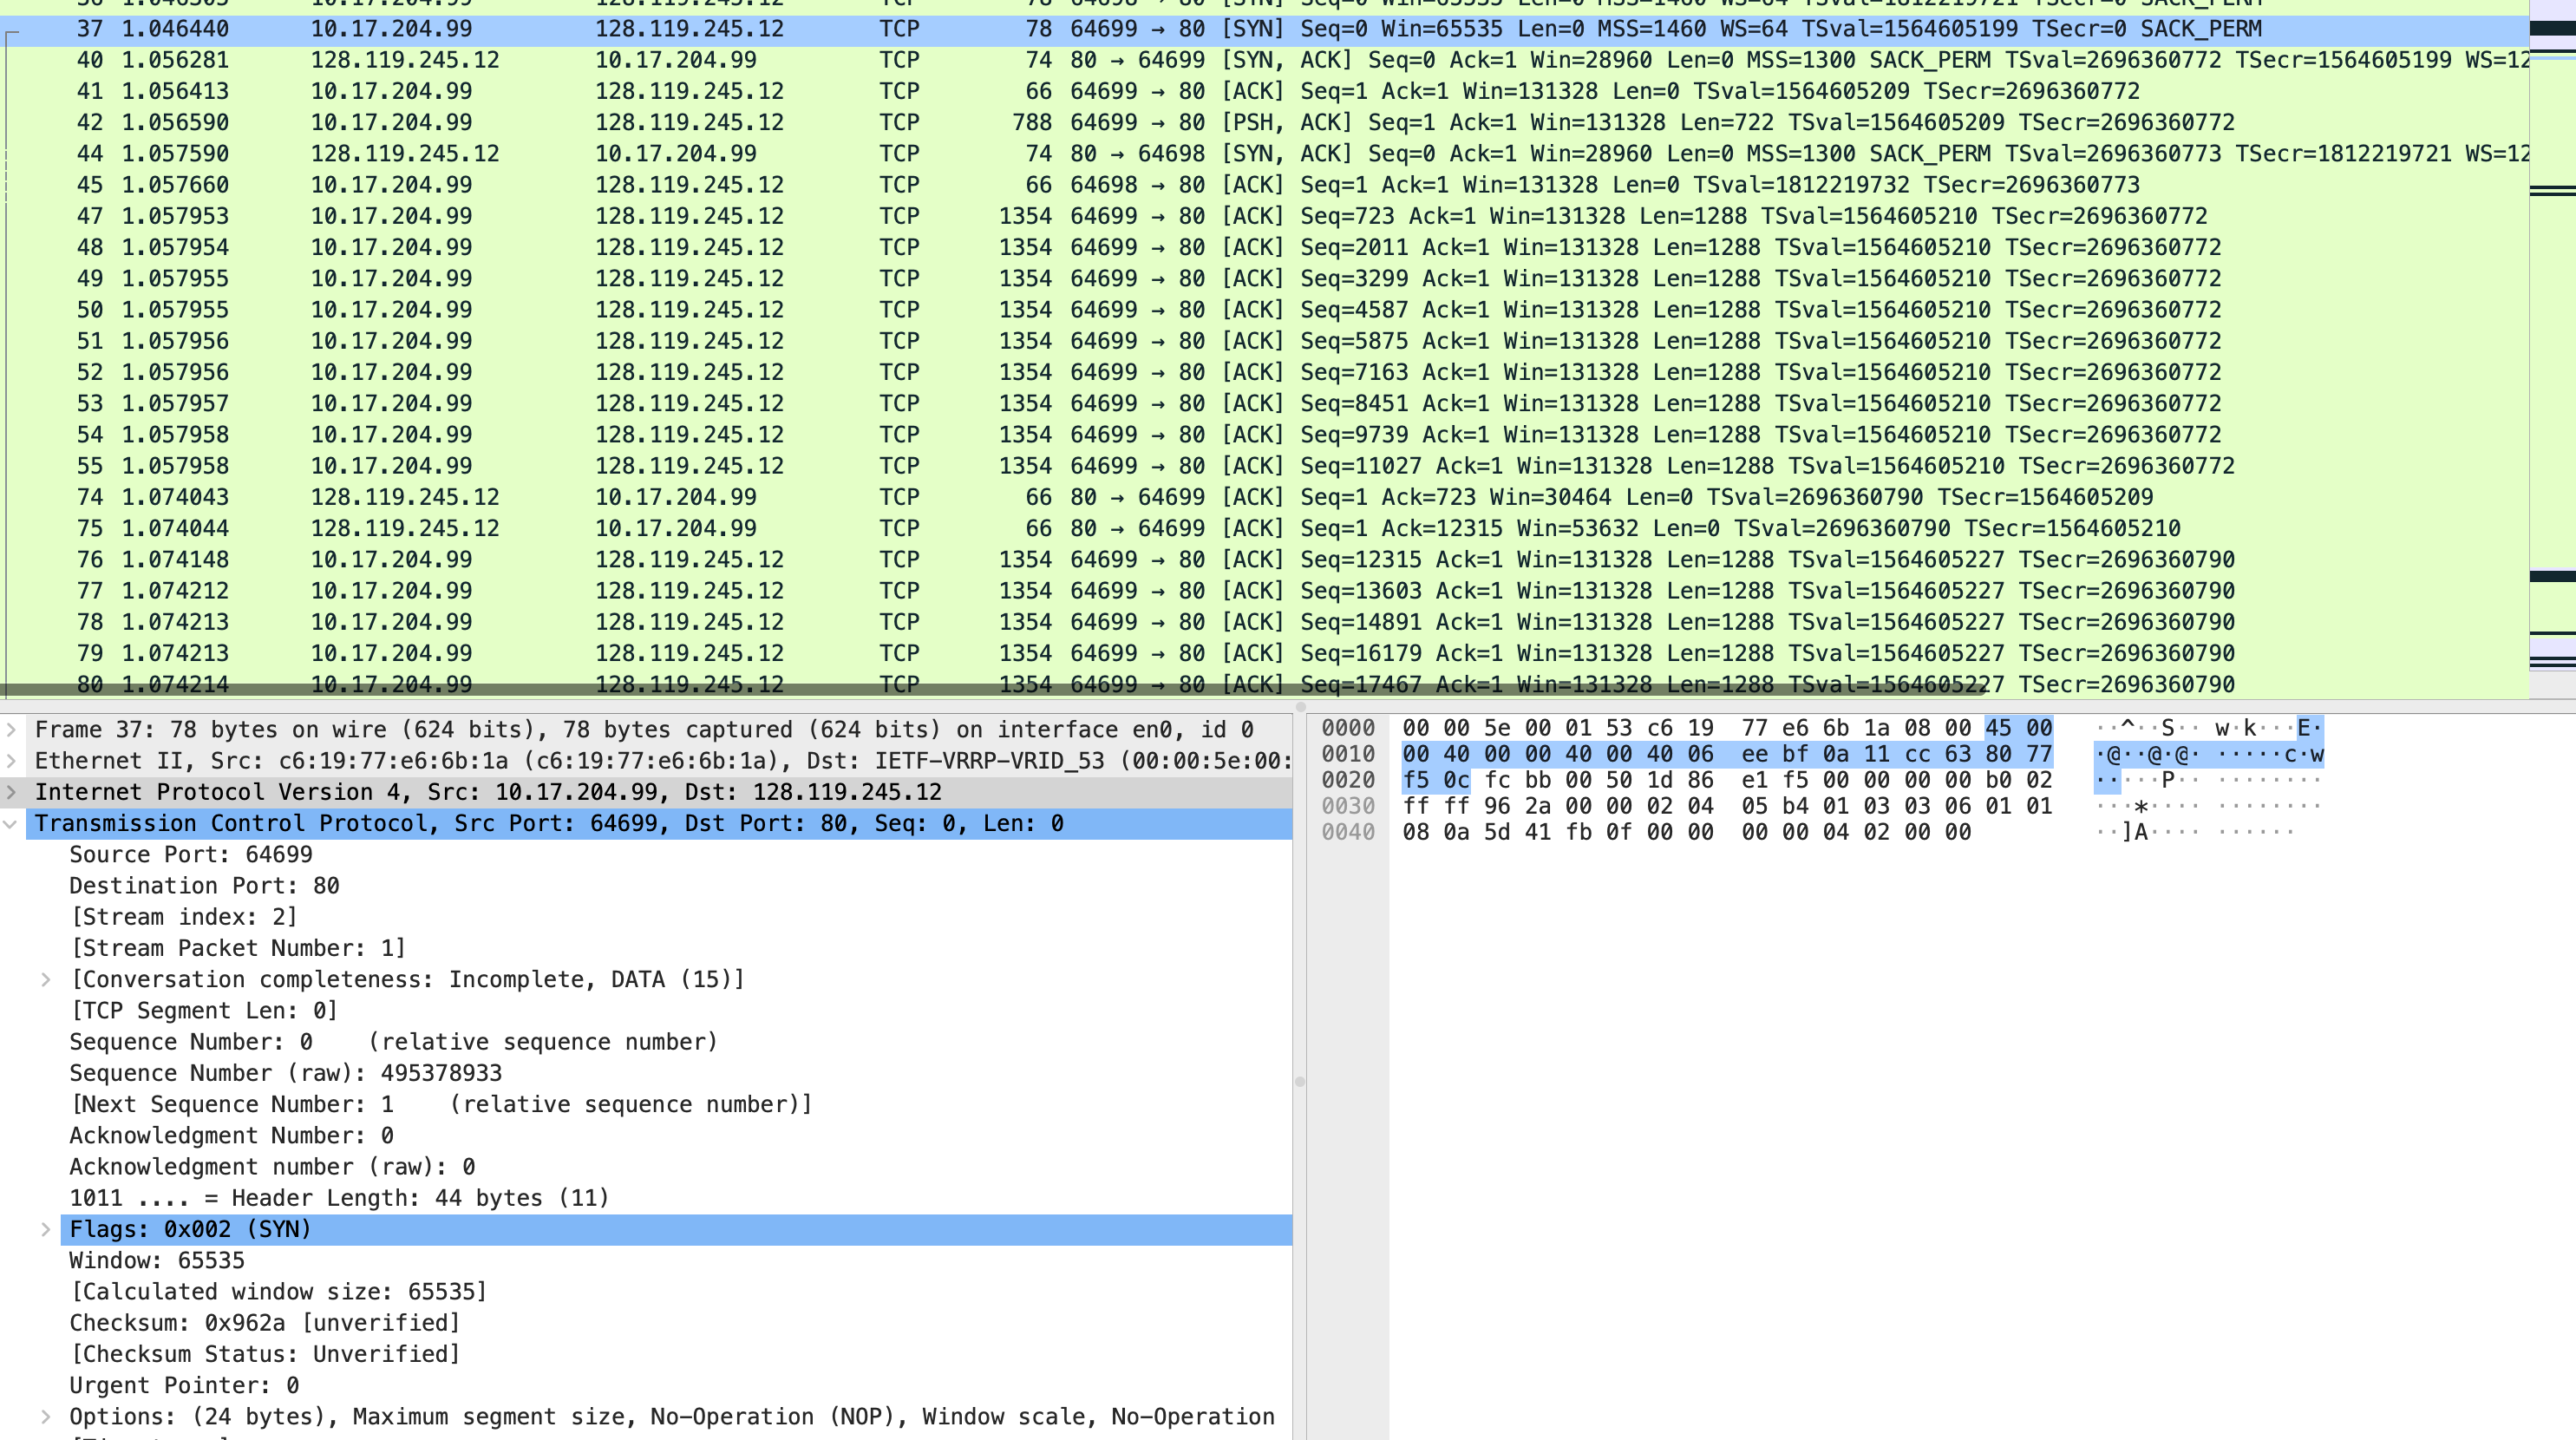 36 1.046303 10.17.204.99 128.119.245.12 TCP 78 64698 → 80 [SYN] Seq=0 Win=65535 Len=0 MSS=1460 WS=64 TSval=1812219721 TSecr=0 SACK_PERM
37 1.046440 10.17.204.99 128.119.245.12 TCP 78 64699 → 80 [SYN] Seq=0 Win=65535 Len=0 MSS=1460 WS=64 TSval=1564605199 TSecr=0 SACK_PERM
40 1.056281 128.119.245.12 10.17.204.99 TCP 74 80 → 64699 [SYN, ACK] Seq=0 Ack=1 Win=28960 Len=0 MSS=1300 SACK_PERM TSval=2696360772 TSecr=1564605199 WS=12
41 1.056413 10.17.204.99 128.119.245.12 TCP 66 64699 → 80 [ACK] Seq=1 Ack=1 Win=131328 Len=0 TSval=1564605209 TSecr=2696360772
42 1.056590 10.17.204.99 128.119.245.12 TCP 788 64699 → 80 [PSH, ACK] Seq=1 Ack=1 Win=131328 Len=722 TSval=1564605209 TSecr=2696360772
44 1.057590 128.119.245.12 10.17.204.99 TCP 74 80 → 64698 [SYN, ACK] Seq=0 Ack=1 Win=28960 Len=0 MSS=1300 SACK_PERM TSval=2696360773 TSecr=1812219721 WS=12
45 1.057660 10.17.204.99 128.119.245.12 TCP 66 64698 → 80 [ACK] Seq=1 Ack=1 Win=131328 Len=0 TSval=1812219732 TSecr=2696360773
47 1.057953 10.17.204.99 128.119.245.12 TCP 1354 64699 → 80 [ACK] Seq=723 Ack=1 Win=131328 Len=1288 TSval=1564605210 TSecr=2696360772
48 1.057954 10.17.204.99 128.119.245.12 TCP 1354 64699 → 80 [ACK] Seq=2011 Ack=1 Win=131328 Len=1288 TSval=1564605210 TSecr=2696360772
49 1.057955 10.17.204.99 128.119.245.12 TCP 1354 64699 → 80 [ACK] Seq=3299 Ack=1 Win=131328 Len=1288 TSval=1564605210 TSecr=2696360772
50 1.057955 10.17.204.99 128.119.245.12 TCP 1354 64699 → 80 [ACK] Seq=4587 Ack=1 Win=131328 Len=1288 TSval=1564605210 TSecr=2696360772
51 1.057956 10.17.204.99 128.119.245.12 TCP 1354 64699 → 80 [ACK] Seq=5875 Ack=1 Win=131328 Len=1288 TSval=1564605210 TSecr=2696360772
52 1.057956 10.17.204.99 128.119.245.12 TCP 1354 64699 → 80 [ACK] Seq=7163 Ack=1 Win=131328 Len=1288 TSval=1564605210 TSecr=2696360772
53 1.057957 10.17.204.99 128.119.245.12 TCP 1354 64699 → 80 [ACK] Seq=8451 Ack=1 Win=131328 Len=1288 TSval=1564605210 TSecr=2696360772
54 1.057958 10.17.204.99 128.119.245.12 TCP 1354 64699 → 80 [ACK] Seq=9739 Ack=1 Win=131328 Len=1288 TSval=1564605210 TSecr=2696360772
55 1.057958 10.17.204.99 128.119.245.12 TCP 1354 64699 → 80 [ACK] Seq=11027 Ack=1 Win=131328 Len=1288 TSval=1564605210 TSecr=2696360772
74 1.074043 128.119.245.12 10.17.204.99 TCP 66 80 → 64699 [ACK] Seq=1 Ack=723 Win=30464 Len=0 TSval=2696360790 TSecr=1564605209
75 1.074044 128.119.245.12 10.17.204.99 TCP 66 80 → 64699 [ACK] Seq=1 Ack=12315 Win=53632 Len=0 TSval=2696360790 TSecr=1564605210
76 1.074148 10.17.204.99 128.119.245.12 TCP 1354 64699 → 80 [ACK] Seq=12315 Ack=1 Win=131328 Len=1288 TSval=1564605227 TSecr=2696360790
77 1.074212 10.17.204.99 128.119.245.12 TCP 1354 64699 → 80 [ACK] Seq=13603 Ack=1 Win=131328 Len=1288 TSval=1564605227 TSecr=2696360790
78 1.074213 10.17.204.99 128.119.245.12 TCP 1354 64699 → 80 [ACK] Seq=14891 Ack=1 Win=131328 Len=1288 TSval=1564605227 TSecr=2696360790
79 1.074213 10.17.204.99 128.119.245.12 TCP 1354 64699 → 80 [ACK] Seq=16179 Ack=1 Win=131328 Len=1288 TSval=1564605227 TSecr=2696360790
80 1.074214 10.17.204.99 128.119.245.12 TCP 1354 64699 → 80 [ACK] Seq=17467 Ack=1 Win=131328 Len=1288 TSval=1564605227 TSecr=2696360790
Frame 37: 78 bytes on wire (624 bits), 78 bytes captured (624 bits) on interface en0, id 0
Ethernet II, Src: c6:19:77:e6:6b:1a (c6:19:77:e6:6b:1a), Dst: IETF-VRRP-VRID_53 (00:00:5e:00:
Internet Protocol Version 4, Src: 10.17.204.99, Dst: 128.119.245.12
Transmission Control Protocol, Src Port: 64699, Dst Port: 80, Seq: 0, Len: 0
Source Port: 64699
Destination Port: 80
[Stream index: 2]
[Stream Packet Number: 1]
[Conversation completeness: Incomplete, DATA (15)]
[TCP Segment Len: 0]
Sequence Number: 0 (relative sequence number)
Sequence Number (raw): 495378933
[Next Sequence Number: 1 (relative sequence number)]
Acknowledgment Number: 0
Acknowledgment number (raw): 0
1011 .... = Header Length: 44 bytes (11)
Flags: 0x002 (SYN)
Window: 65535
[Calculated window size: 65535]
Checksum: 0x962a [unverified]
[Checksum Status: Unverified]
Urgent Pointer: 0
Options: (24 bytes), Maximum segment size, No-Operation (NOP), Window scale, No-Operation
0000 00 00 5e 00 01 53 c6 19 77 e6 6b 1a 08 00 45 00 ··^··S·· w·k···E·
0010 00 40 00 00 40 00 40 06 ee bf 0a 11 cc 63 80 77 ·@··@·@· ·····c·w
0020 f5 0c fc bb 00 50 1d 86 e1 f5 00 00 00 00 b0 02 ·····P·· ········
0030 ff ff 96 2a 00 00 02 04 05 b4 01 03 03 06 01 01 ···*···· ········
0040 08 0a 5d 41 fb 0f 00 00 00 00 04 02 00 00 ··]A···· ······